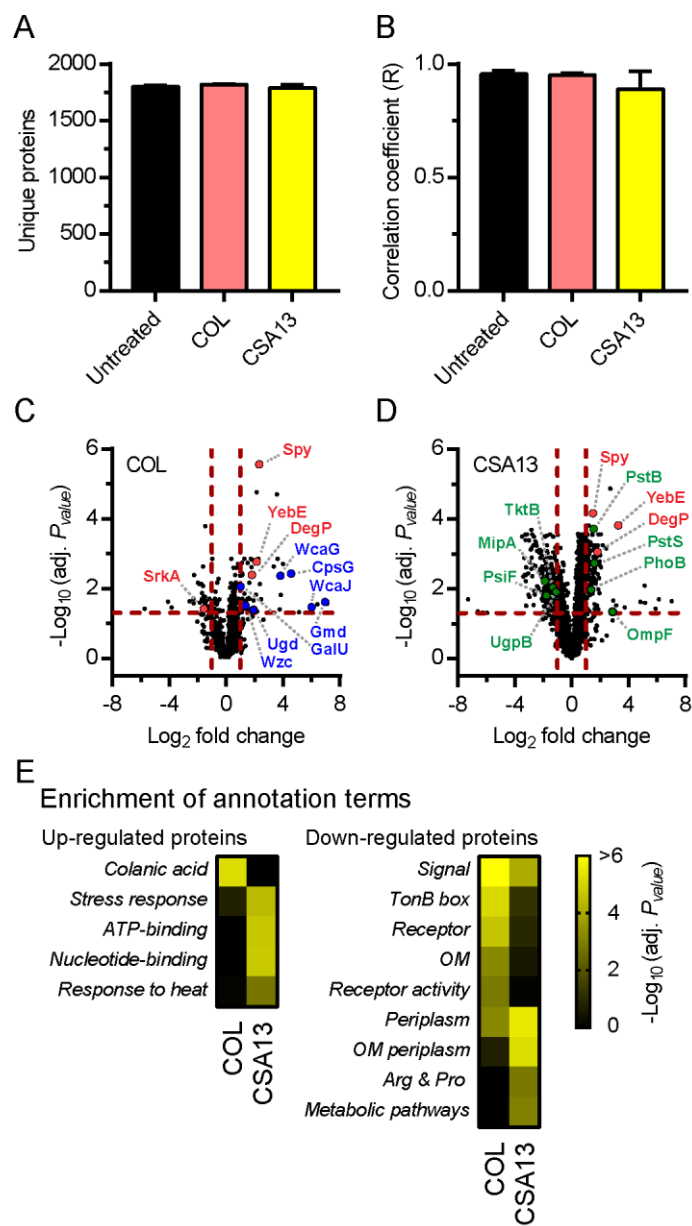 A
Unique proteins
2000
1500
1000
500
0
Untreated
COL
CSA13
B
Correlation coefficient (R)
1.0
0.5
0.0
Untreated
COL
CSA13
C
-Log10 (adj. Pvalue)
6
4
2
0
COL
Spy
YebE
DegP
WcaG
CpsG
WcaJ
SrkA
Gmd
GalU
Ugd
Wzc
-8 -4 0 4 8
Log2 fold change
D
-Log10 (adj. Pvalue)
6
4
2
0
CSA13
Spy
PstB
YebE
DegP
PstS
PhoB
TktB
MipA
PsiF
UgpB
OmpF
-8 -4 0 4 8
Log2 fold change
E
Enrichment of annotation terms
Up-regulated proteins
Colanic acid
Stress response
ATP-binding
Nucleotide-binding
Response to heat
COL
CSA13
Down-regulated proteins
Signal
TonB box
Receptor
OM
Receptor activity
Periplasm
OM periplasm
Arg & Pro
Metabolic pathways
COL
CSA13
>6
4
2
0
-Log10 (adj. Pvalue)